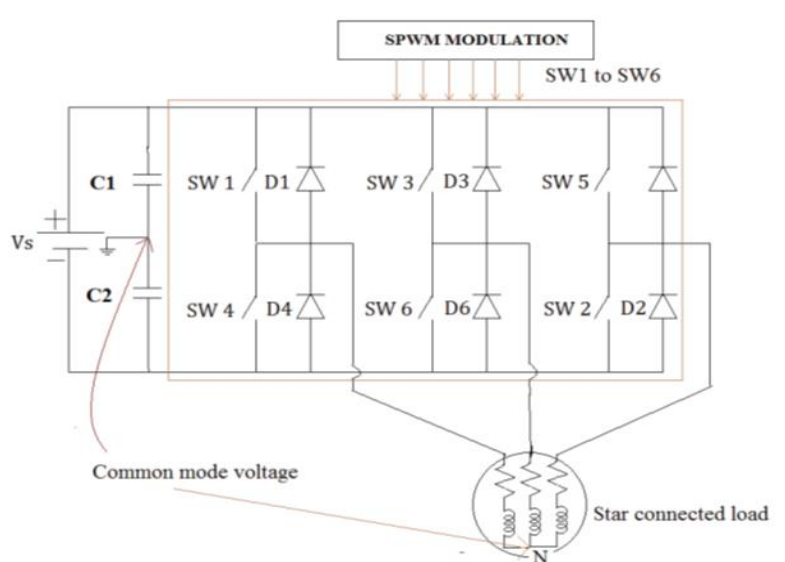 SPWM MODULATION
SW1 to SW6
C1
SW 1
D1
SW 3
D3
SW 5
+
Vs
−
C2
SW 4
D4
SW 6
D6
SW 2
D2
Common mode voltage
Star connected load
N